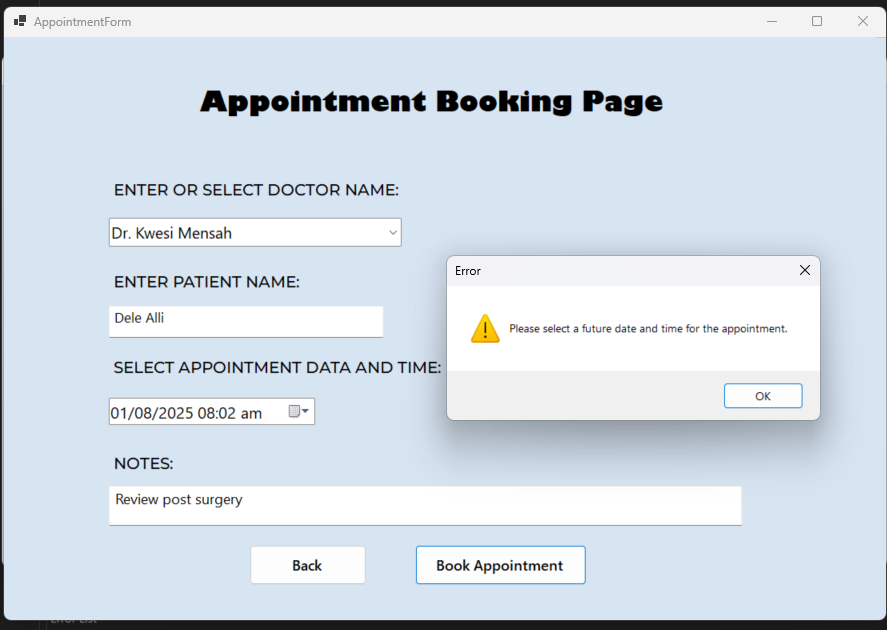 AppointmentForm
Appointment Booking Page
ENTER OR SELECT DOCTOR NAME:
Dr. Kwesi Mensah
ENTER PATIENT NAME:
Dele Alli
SELECT APPOINTMENT DATA AND TIME:
01/08/2025 08:02 am
NOTES:
Review post surgery
Back
Book Appointment
Error
Please select a future date and time for the appointment.
OK